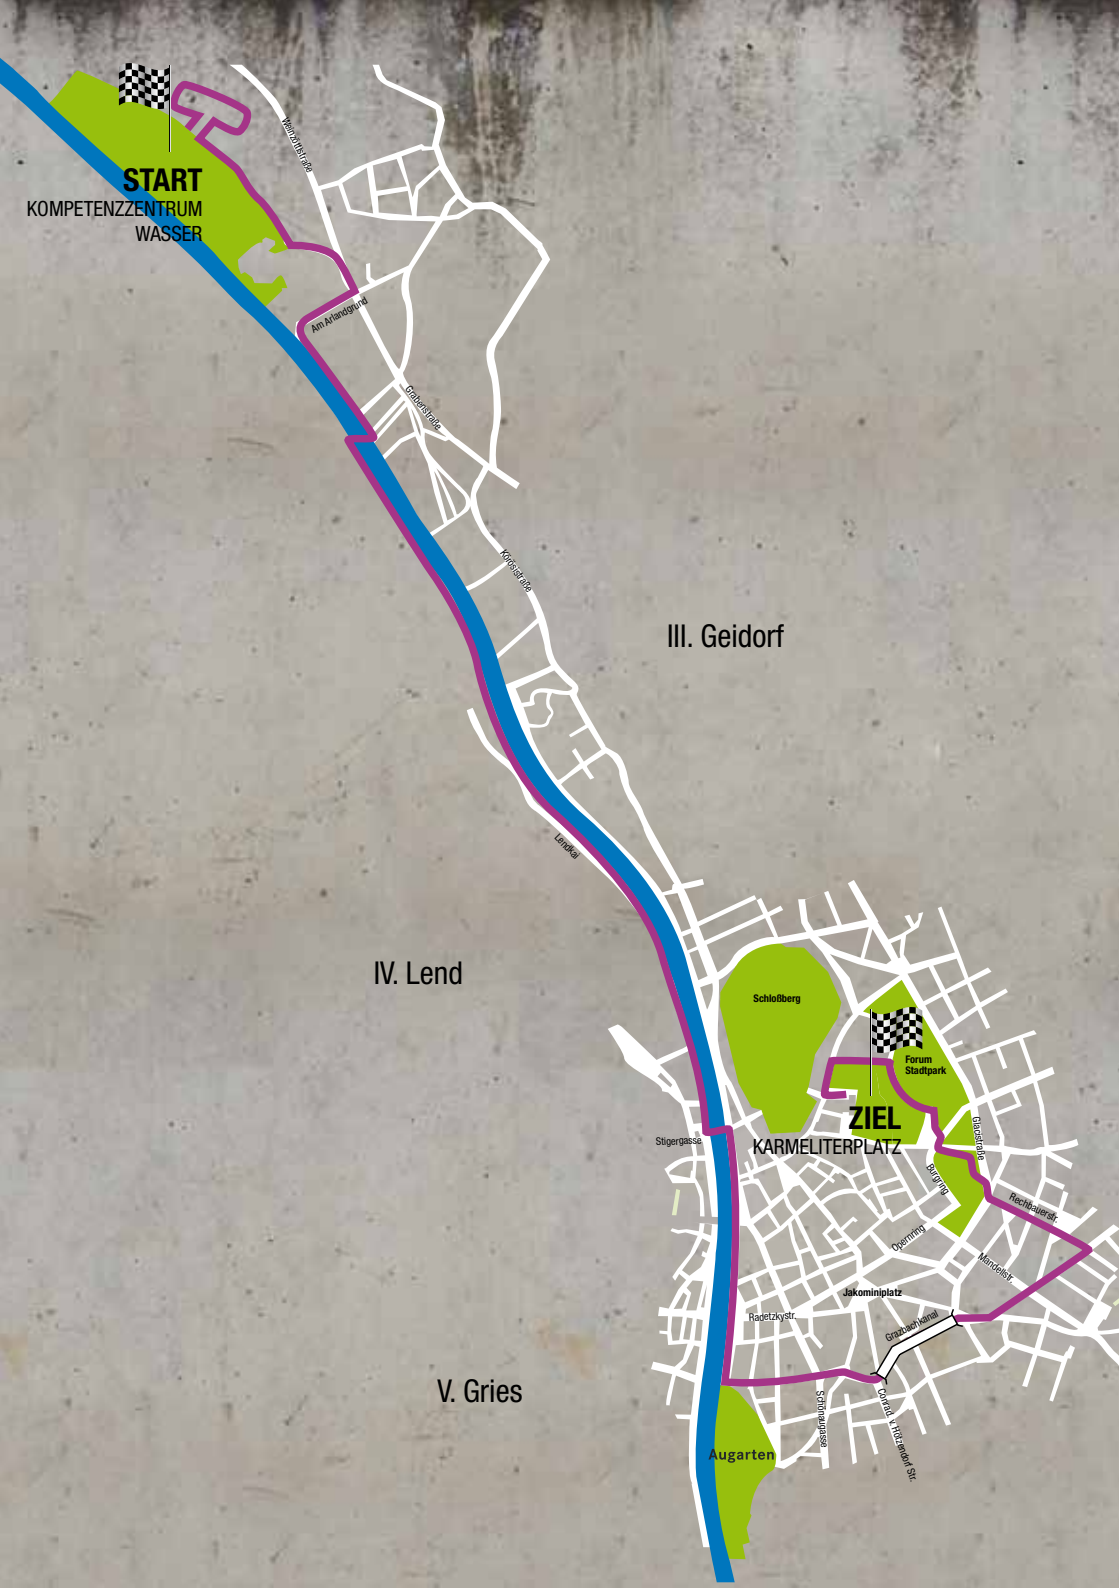 START
KOMPETENZZENTRUM
WASSER
Weinzöttlstraße
Am Arlandgrund
Grabenstraße
Körösistraße
III. Geidorf
Lendkai
IV. Lend
Schloßberg
Forum
Stadtpark
ZIEL
KARMELITERPLATZ
Stigergasse
Glacistraße
Burgring
Rechbauerstr.
Opernring
Mandellstr.
Jakominiplatz
Radetzkystr.
Grazbachkanal
V. Gries
Schönaugasse
Conrad. v. Hötzendorf Str.
Augarten